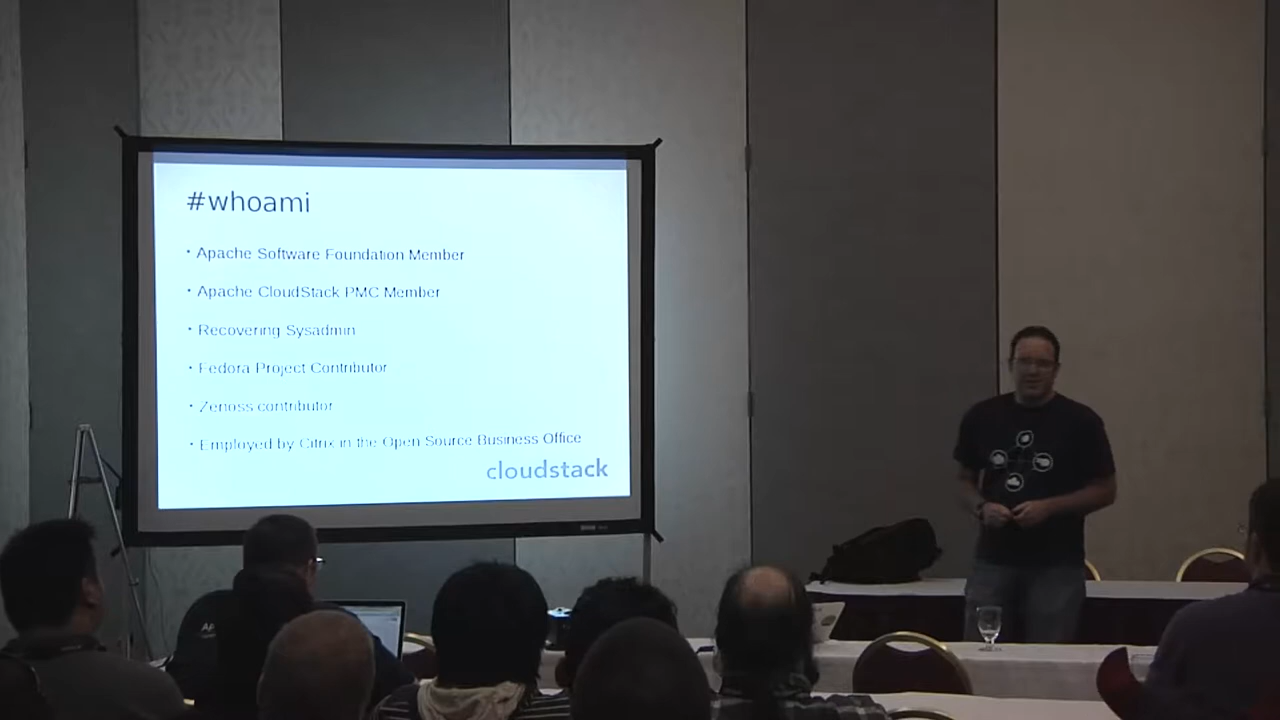 #whoami
• Apache Software Foundation Member
• Apache CloudStack PMC Member
• Recovering Sysadmin
• Fedora Project Contributor
• Zenoss contributor
• Employed by Citrix in the Open Source Business Office
cloudstack